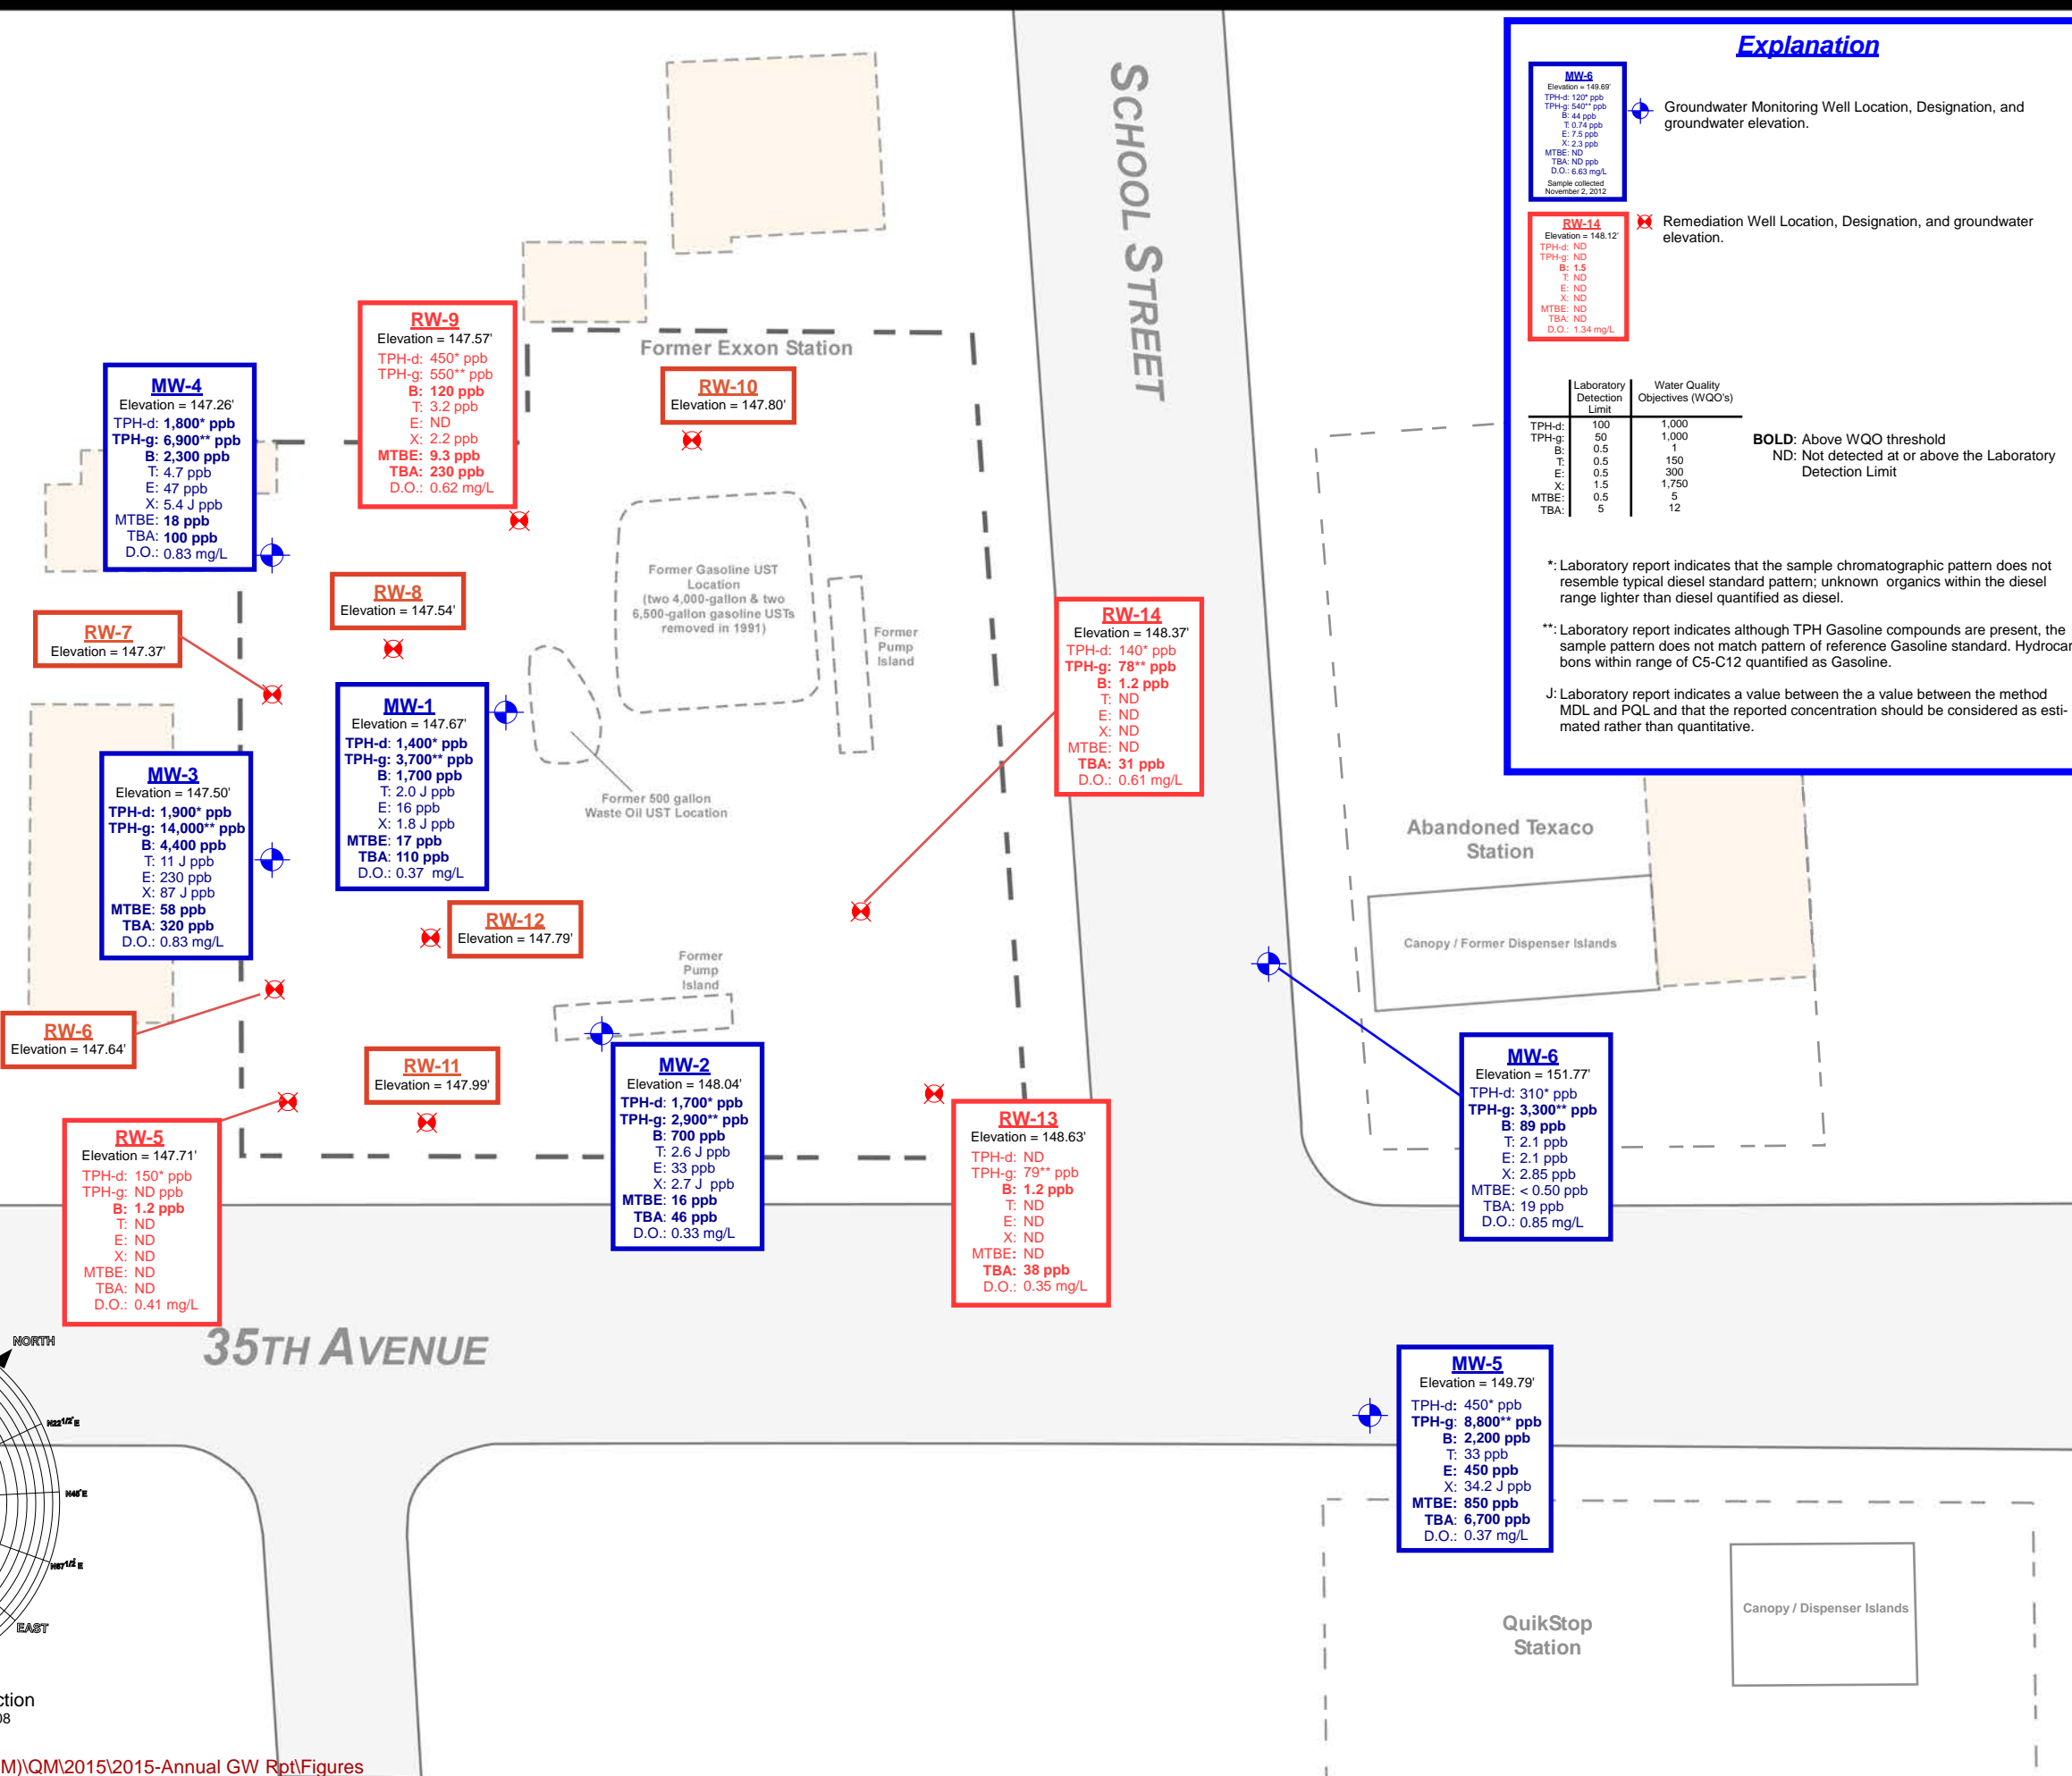 Explanation
MW-6
Elevation = 149.69'
TPH-d: 120* ppb
TPH-g: 540** ppb
B: 44 ppb
T: 0.74 ppb
E: 7.5 ppb
X: 2.3 ppb
MTBE: ND
TBA: ND ppb
D.O.: 6.63 mg/L
Sample collected
November 2, 2012
Groundwater Monitoring Well Location, Designation, and
groundwater elevation.
RW-14
Elevation = 148.12'
TPH-d: ND
TPH-g: ND
B: 1.5
T: ND
E: ND
X: ND
MTBE: ND
TBA: ND
D.O.: 1.34 mg/L
Remediation Well Location, Designation, and groundwater
elevation.
Laboratory Detection Limit Water Quality Objectives (WQO's)
TPH-d: 100 1,000
TPH-g: 50 1,000
B: 0.5 1
T: 0.5 150
E: 0.5 300
X: 1.5 1,750
MTBE: 0.5 5
TBA: 5 12
BOLD: Above WQO threshold
ND: Not detected at or above the Laboratory
Detection Limit
*: Laboratory report indicates that the sample chromatographic pattern does not
resemble typical diesel standard pattern; unknown organics within the diesel
range lighter than diesel quantified as diesel.
**: Laboratory report indicates although TPH Gasoline compounds are present, the
sample pattern does not match pattern of reference Gasoline standard. Hydrocar
bons within range of C5-C12 quantified as Gasoline.
J: Laboratory report indicates a value between the a value between the method
MDL and PQL and that the reported concentration should be considered as esti-
mated rather than quantitative.
SCHOOL STREET
RW-9
Elevation = 147.57'
TPH-d: 450* ppb
TPH-g: 550** ppb
B: 120 ppb
T: 3.2 ppb
E: ND
X: 2.2 ppb
MTBE: 9.3 ppb
TBA: 230 ppb
D.O.: 0.62 mg/L
Former Exxon Station
RW-10
Elevation = 147.80'
MW-4
Elevation = 147.26'
TPH-d: 1,800* ppb
TPH-g: 6,900** ppb
B: 2,300 ppb
T: 4.7 ppb
E: 47 ppb
X: 5.4 J ppb
MTBE: 18 ppb
TBA: 100 ppb
D.O.: 0.83 mg/L
RW-8
Elevation = 147.54'
Former Gasoline UST
Location
(two 4,000-gallon & two
6,500-gallon gasoline USTs
removed in 1991)
Former
Pump
Island
RW-7
Elevation = 147.37'
RW-14
Elevation = 148.37'
TPH-d: 140* ppb
TPH-g: 78** ppb
B: 1.2 ppb
T: ND
E: ND
X: ND
MTBE: ND
TBA: 31 ppb
D.O.: 0.61 mg/L
MW-1
Elevation = 147.67'
TPH-d: 1,400* ppb
TPH-g: 3,700** ppb
B: 1,700 ppb
T: 2.0 J ppb
E: 16 ppb
X: 1.8 J ppb
MTBE: 17 ppb
TBA: 110 ppb
D.O.: 0.37 mg/L
Former 500 gallon
Waste Oil UST Location
MW-3
Elevation = 147.50'
TPH-d: 1,900* ppb
TPH-g: 14,000** ppb
B: 4,400 ppb
T: 11 J ppb
E: 230 ppb
X: 87 J ppb
MTBE: 58 ppb
TBA: 320 ppb
D.O.: 0.83 mg/L
Abandoned Texaco
Station
Canopy / Former Dispenser Islands
RW-12
Elevation = 147.79'
Former
Pump
Island
RW-6
Elevation = 147.64'
RW-11
Elevation = 147.99'
MW-2
Elevation = 148.04'
TPH-d: 1,700* ppb
TPH-g: 2,900** ppb
B: 700 ppb
T: 2.6 J ppb
E: 33 ppb
X: 2.7 J ppb
MTBE: 16 ppb
TBA: 46 ppb
D.O.: 0.33 mg/L
MW-6
Elevation = 151.77'
TPH-d: 310* ppb
TPH-g: 3,300** ppb
B: 89 ppb
T: 2.1 ppb
E: 2.1 ppb
X: 2.85 ppb
MTBE: < 0.50 ppb
TBA: 19 ppb
D.O.: 0.85 mg/L
RW-5
Elevation = 147.71'
TPH-d: 150* ppb
TPH-g: ND ppb
B: 1.2 ppb
T: ND
E: ND
X: ND
MTBE: ND
TBA: ND
D.O.: 0.41 mg/L
RW-13
Elevation = 148.63'
TPH-d: ND
TPH-g: 79** ppb
B: 1.2 ppb
T: ND
E: ND
X: ND
MTBE: ND
TBA: 38 ppb
D.O.: 0.35 mg/L
35TH AVENUE
MW-5
Elevation = 149.79'
TPH-d: 450* ppb
TPH-g: 8,800** ppb
B: 2,200 ppb
T: 33 ppb
E: 450 ppb
X: 34.2 J ppb
MTBE: 850 ppb
TBA: 6,700 ppb
D.O.: 0.37 mg/L
NORTH
N22 1/2° E
N45° E
N67 1/2° E
EAST
QuikStop
Station
Canopy / Dispenser Islands
ction
08
M)\QM\2015\2015-Annual GW Rpt\Figures